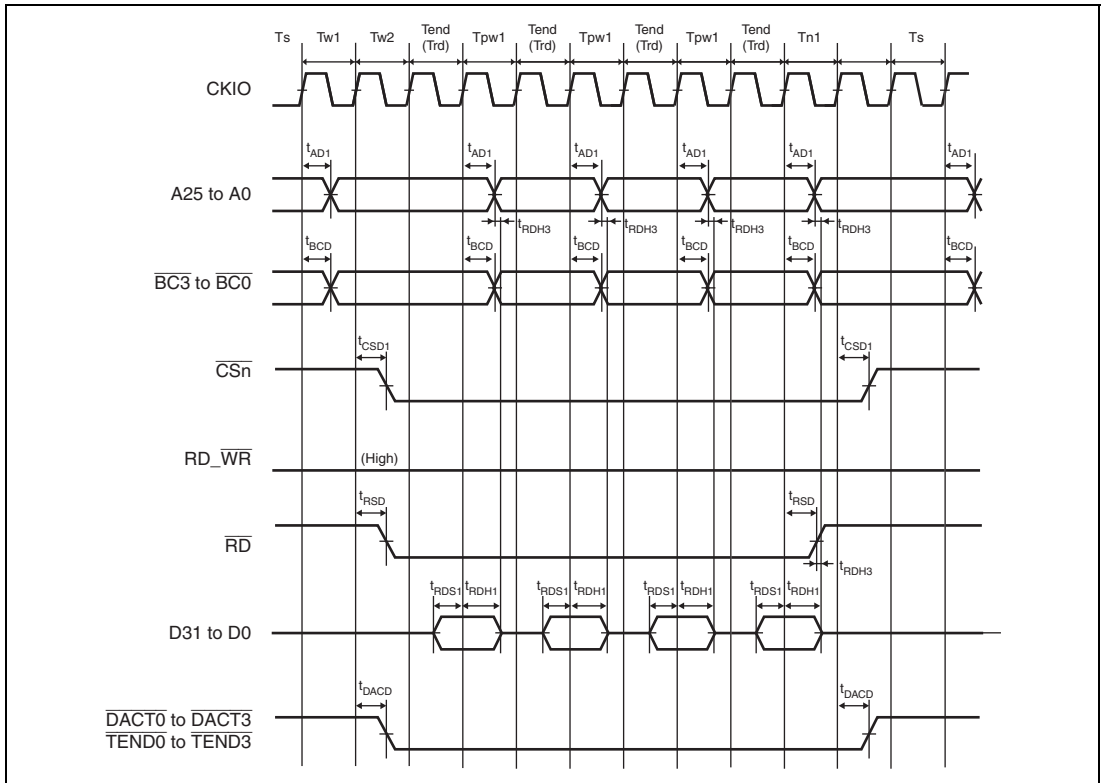 Ts Tw1 Tw2 Tend (Trd) Tpw1 Tend (Trd) Tpw1 Tend (Trd) Tpw1 Tend (Trd) Tn1 Ts
CKIO
tAD1 tAD1 tAD1 tAD1 tAD1 tAD1
A25 to A0
tRDH3 tRDH3 tRDH3 tRDH3
tBCD tBCD tBCD tBCD tBCD tBCD
BC3 to BC0
tCSD1 tCSD1
CSn
RD_WR (High)
tRSD tRSD
RD
tRDH3
tRDS1 tRDH1 tRDS1 tRDH1 tRDS1 tRDH1 tRDS1 tRDH1
D31 to D0
tDACD tDACD
DACT0 to DACT3
TEND0 to TEND3